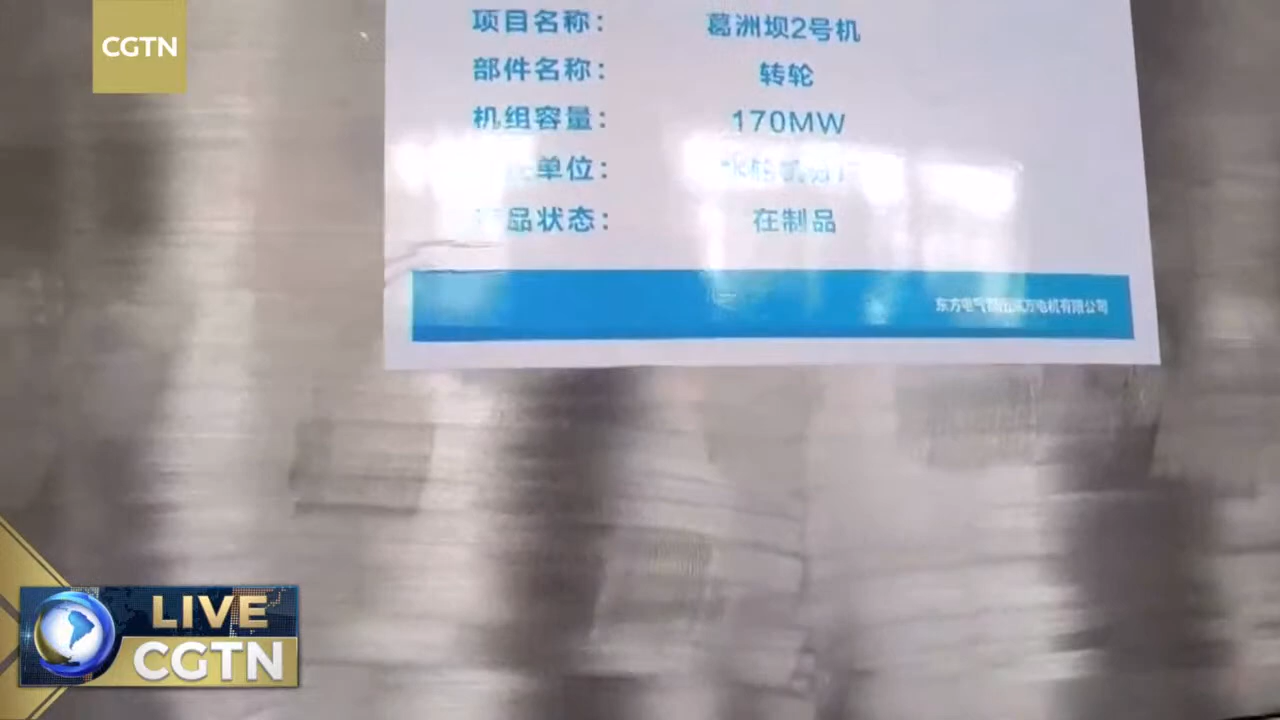 CGTN
项目名称： 葛洲坝2号机
部件名称： 转轮
机组容量： 170MW
单位：
品状态： 在制品
东方电气集团东方电机有限公司
LIVE
CGTN